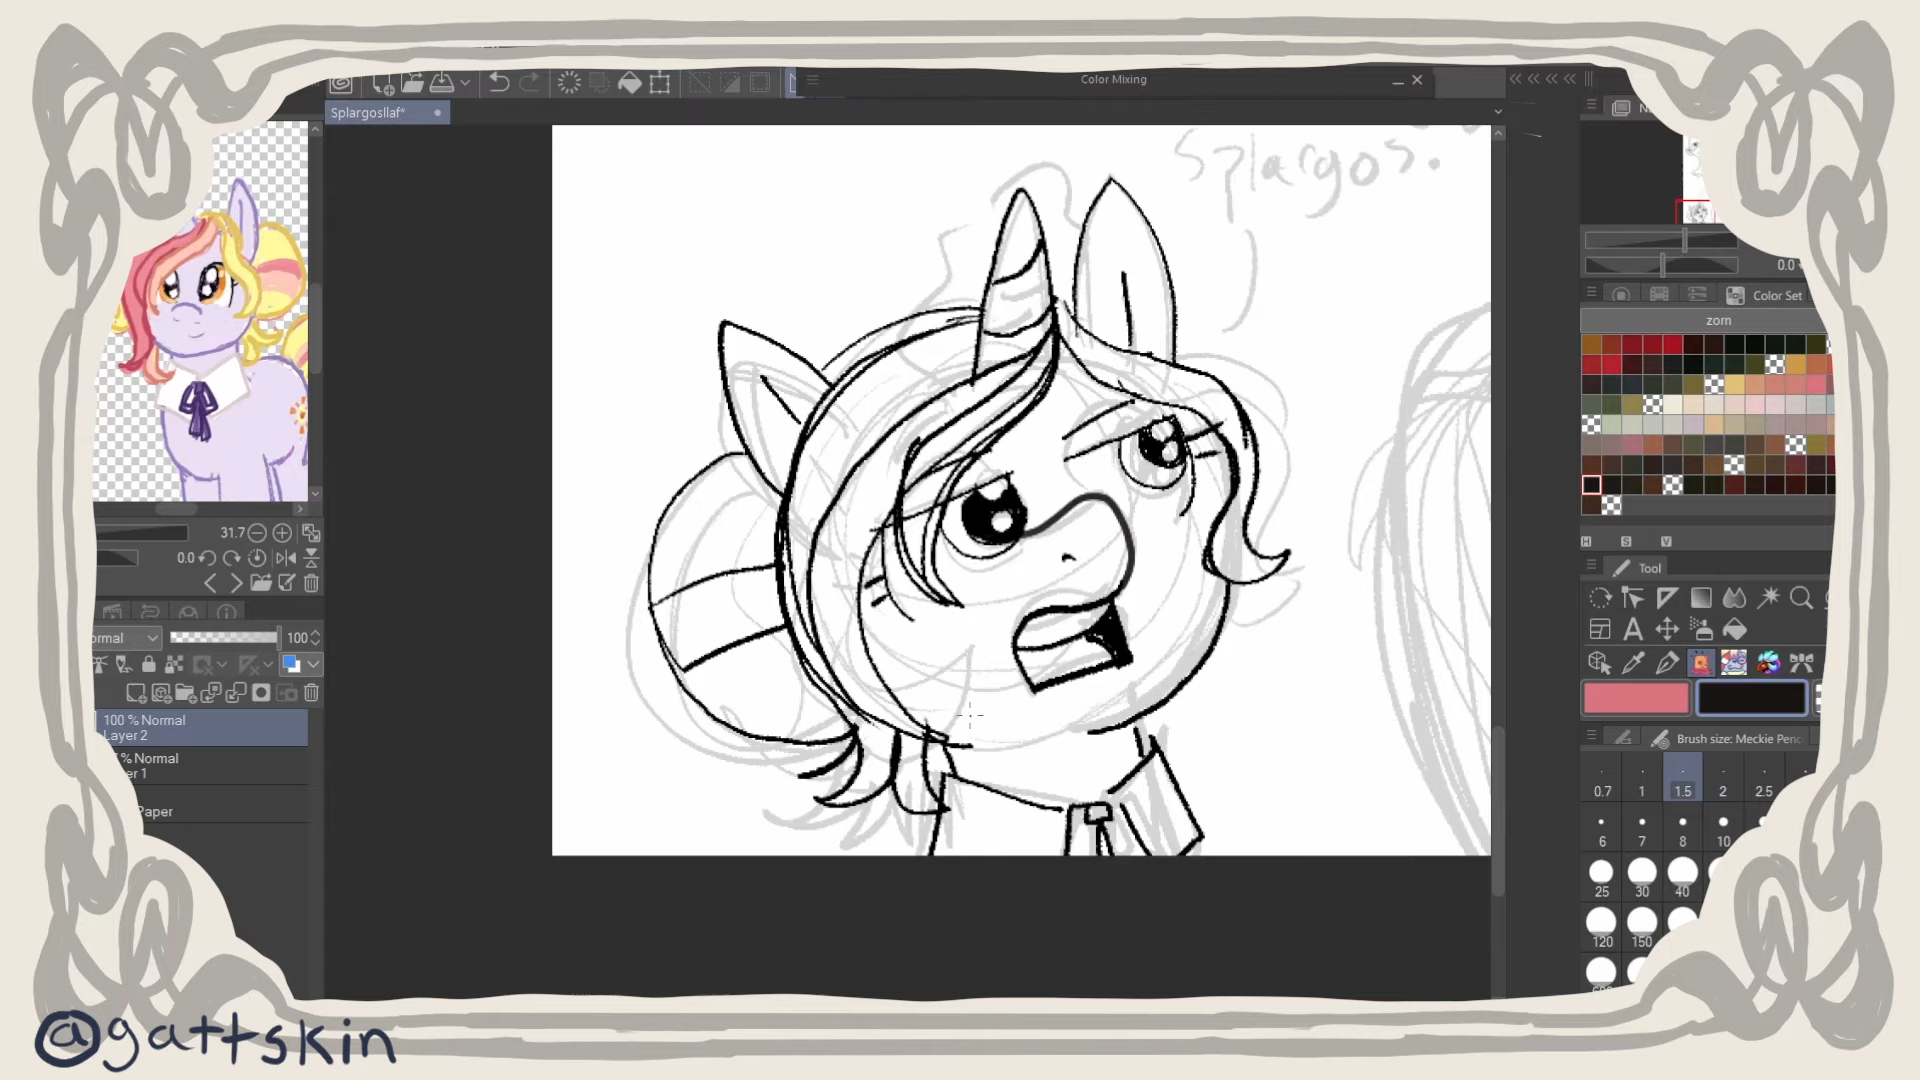 Color Mixing
Splargosllaf*
Splargos.
0.0
Color Set
zorn
31.7
0.0
H S V
Tool
100
100 % Normal
Layer 2
% Normal
er 1
Paper
Brush size: Meckie Penc
0.7 1 1.5 2 2.5
6 7 8 10
25 30 40
120 150
@gattskin